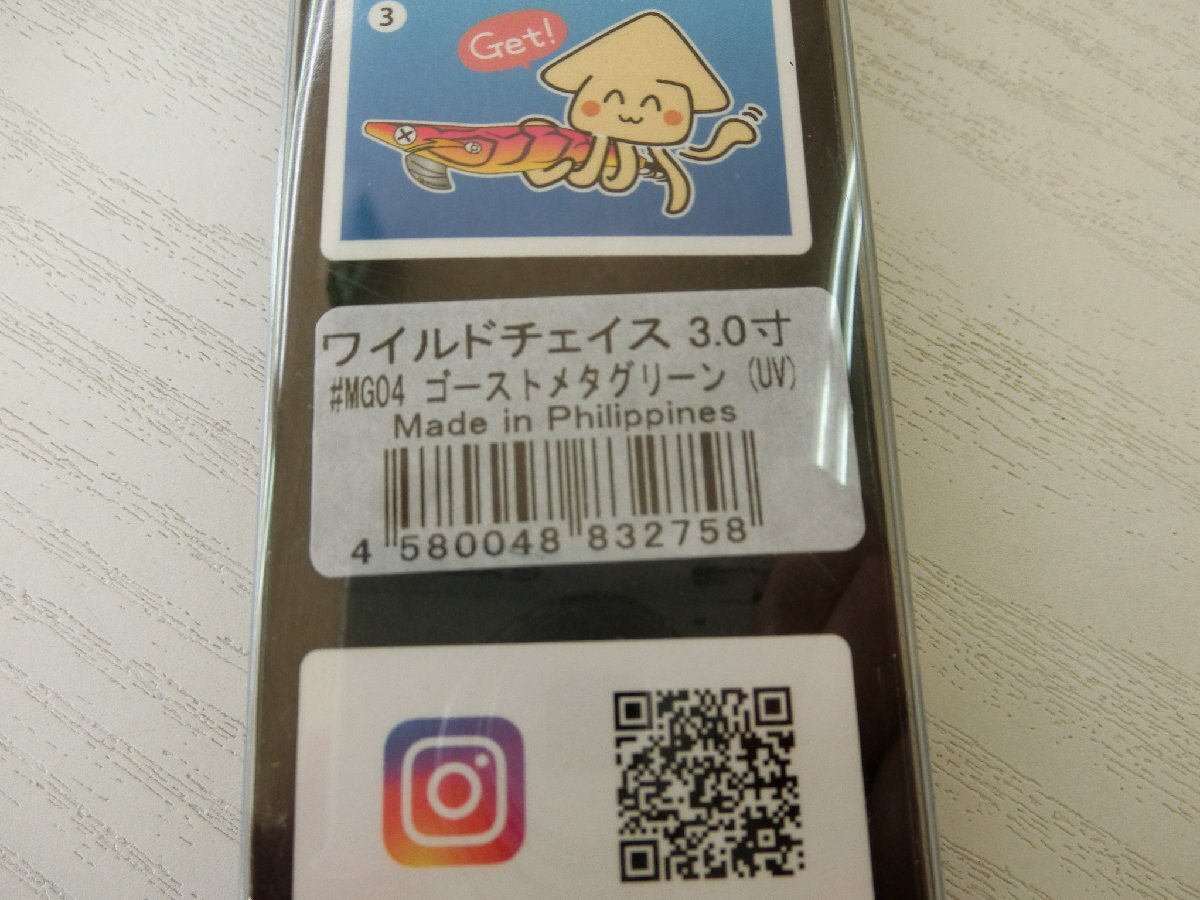 3
Get!
ワイルドチェイス 3.0寸
#MG04 ゴーストメタグリーン (UV)
Made in Philippines
4 580048 832758